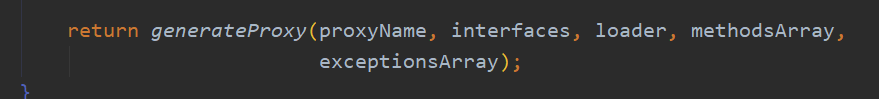 return generateProxy(proxyName, interfaces, loader, methodsArray,
exceptionsArray);
}